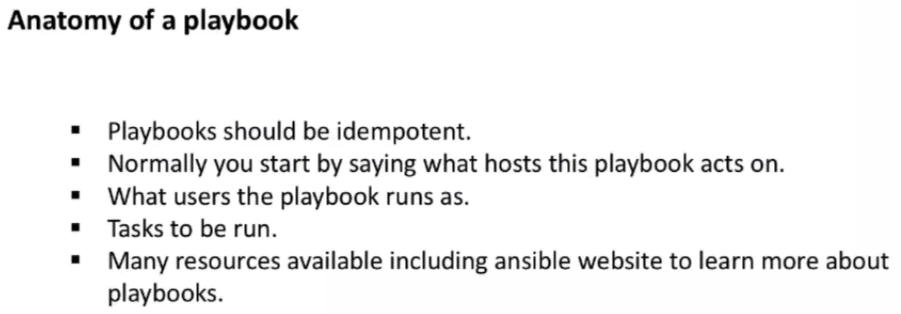 Anatomy of a playbook
▪ Playbooks should be idempotent.
▪ Normally you start by saying what hosts this playbook acts on.
▪ What users the playbook runs as.
▪ Tasks to be run.
▪ Many resources available including ansible website to learn more about
playbooks.